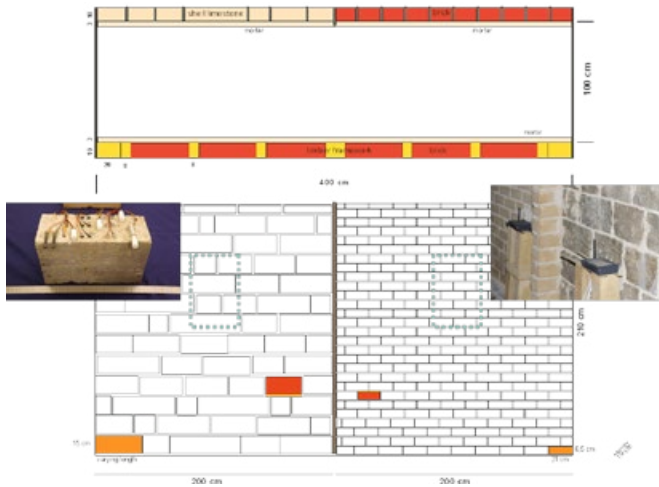 shell limestone
brick
mortar
mortar
100 cm
mortar
timber framework
brick
400 cm
210 cm
15 cm
varying length
6,5 cm
21 cm
200 cm
200 cm